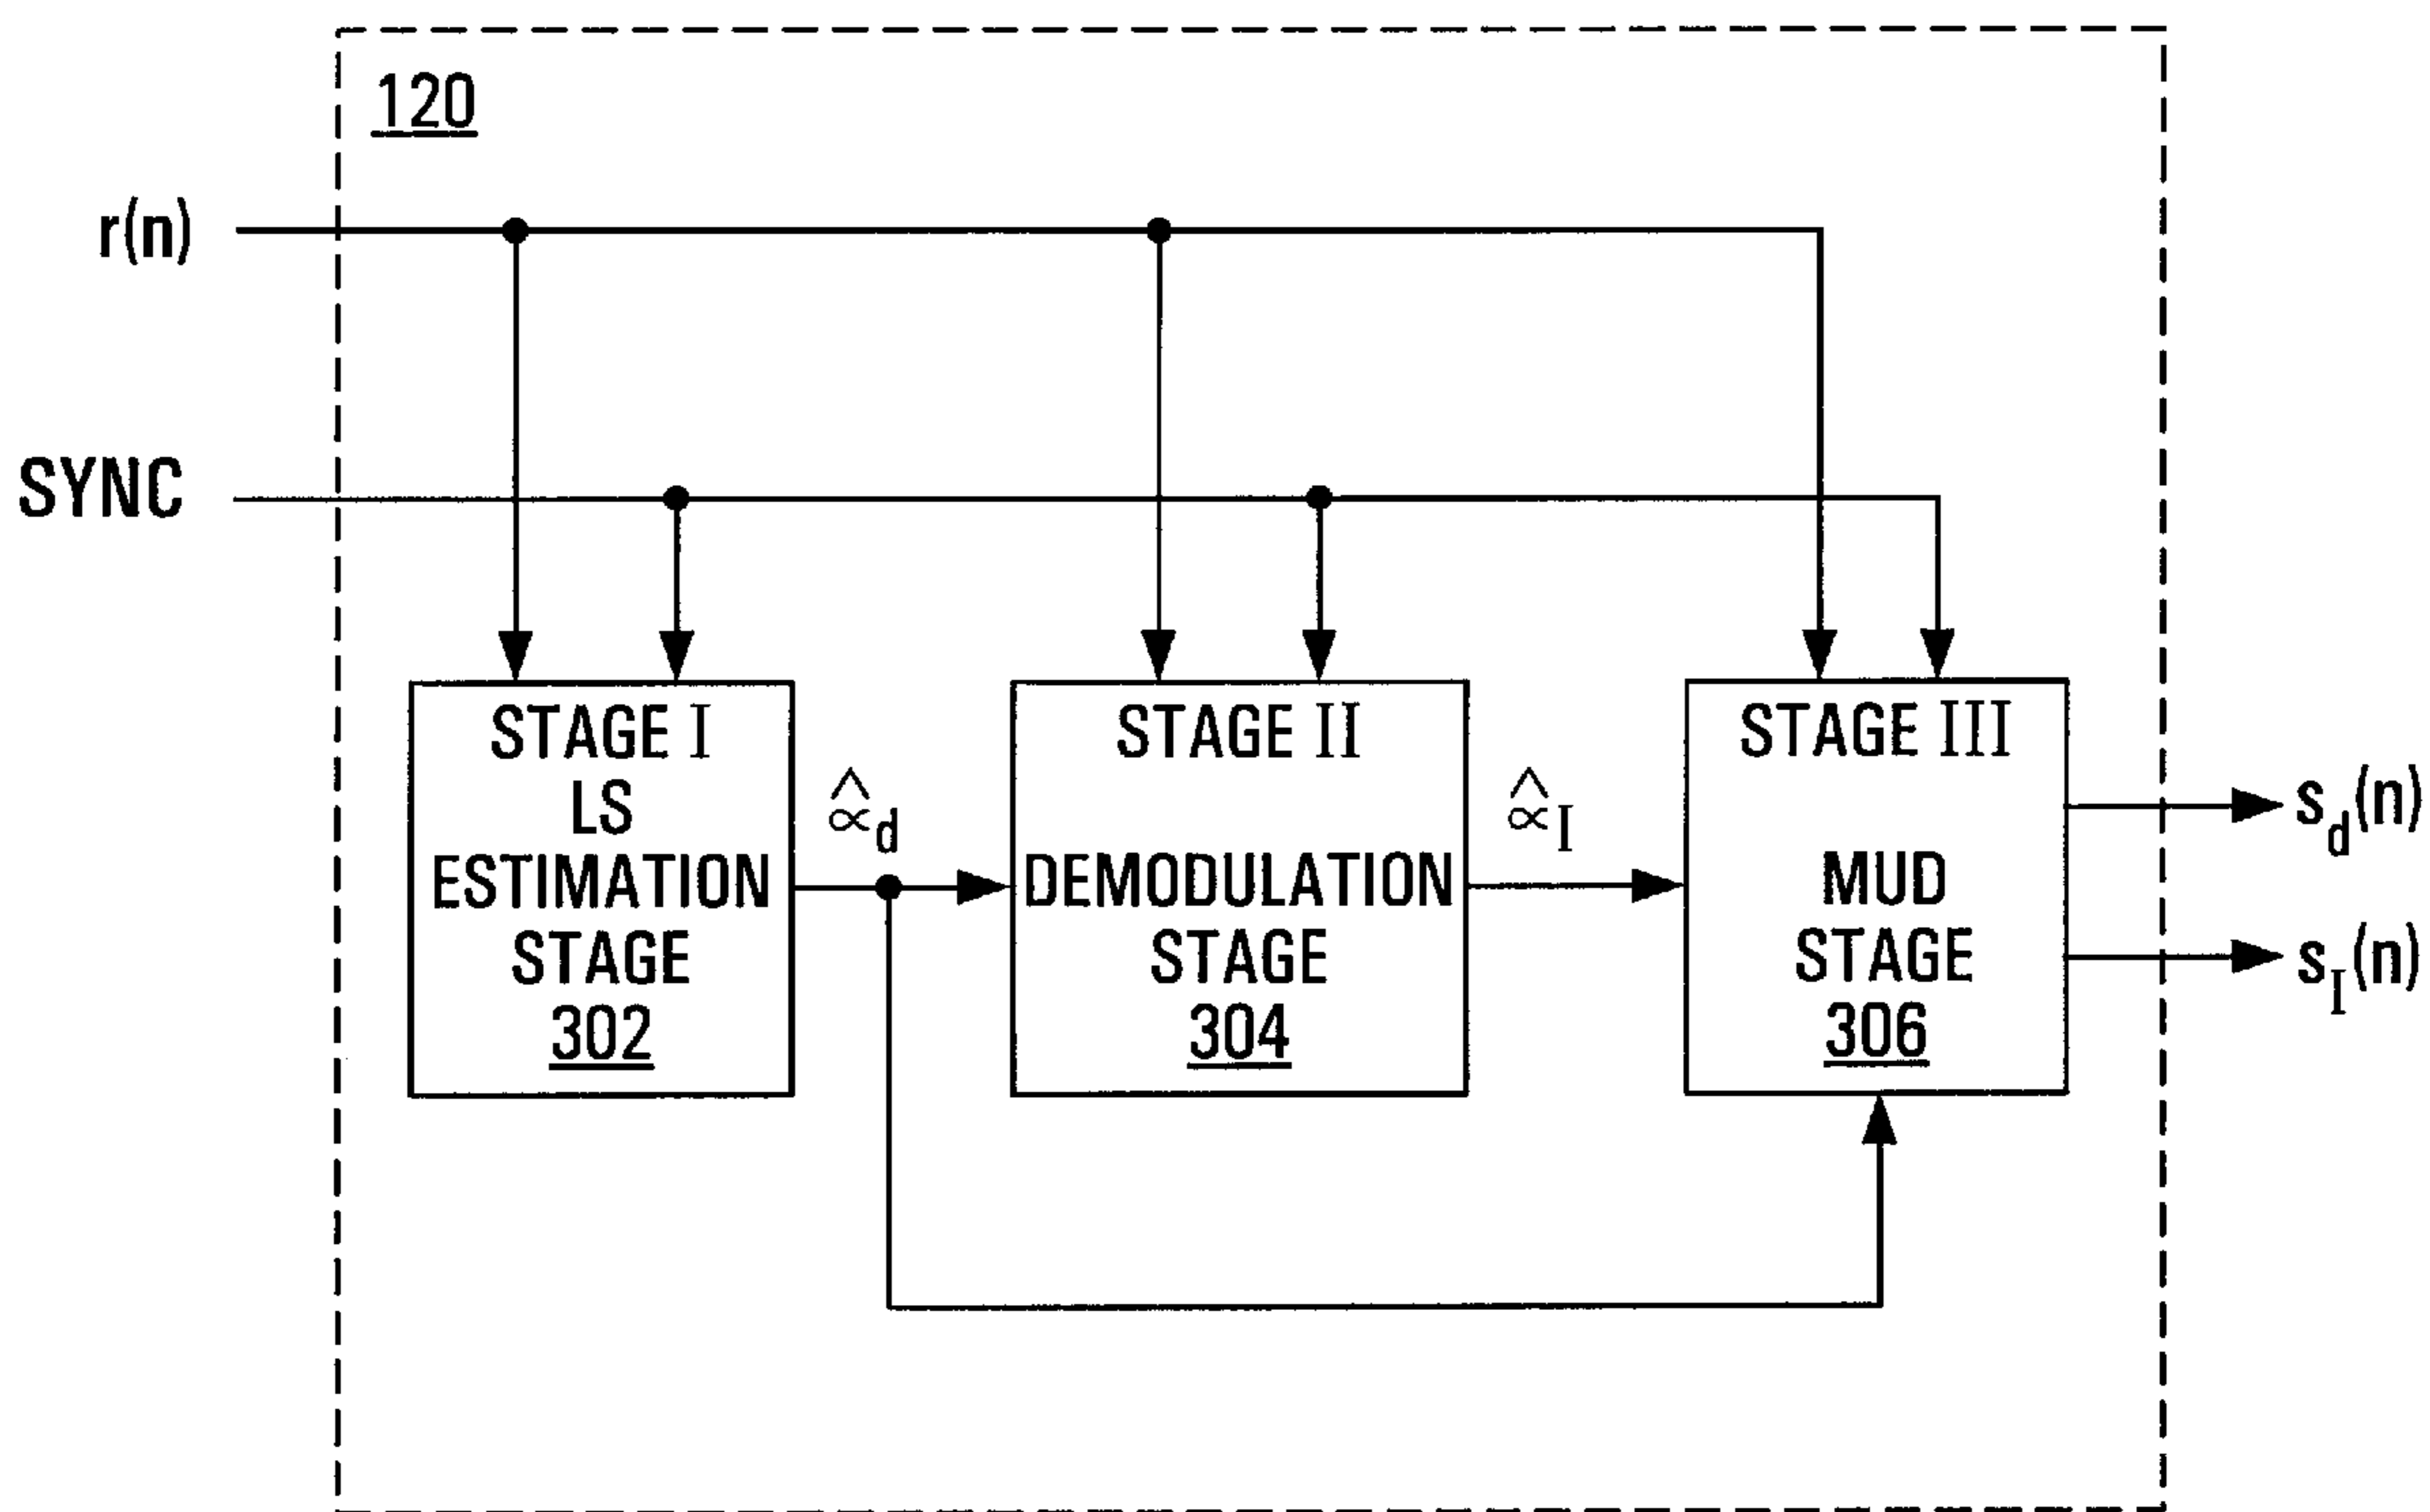 120
r(n)
SYNC
STAGE I
LS
ESTIMATION
STAGE
302
∝̂d
STAGE II
DEMODULATION
STAGE
304
∝̂I
STAGE III
MUD
STAGE
306
sd(n)
sI(n)